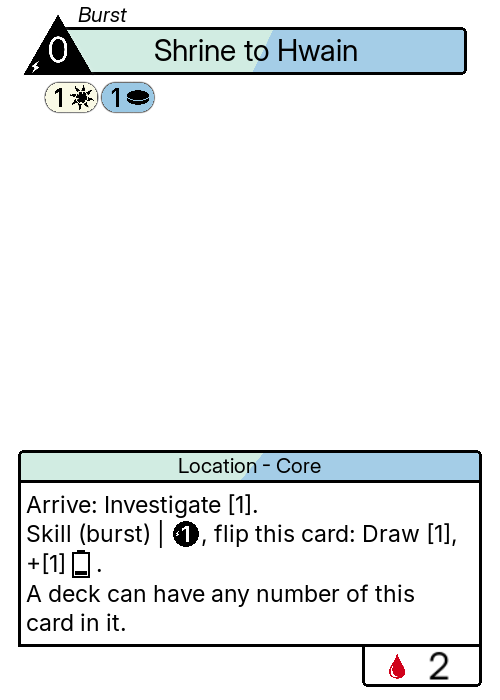 Burst
0 Shrine to Hwain
1 1
Location - Core
Arrive: Investigate [1].
Skill (burst) | 1, flip this card: Draw [1],
+[1] .
A deck can have any number of this
card in it.
2